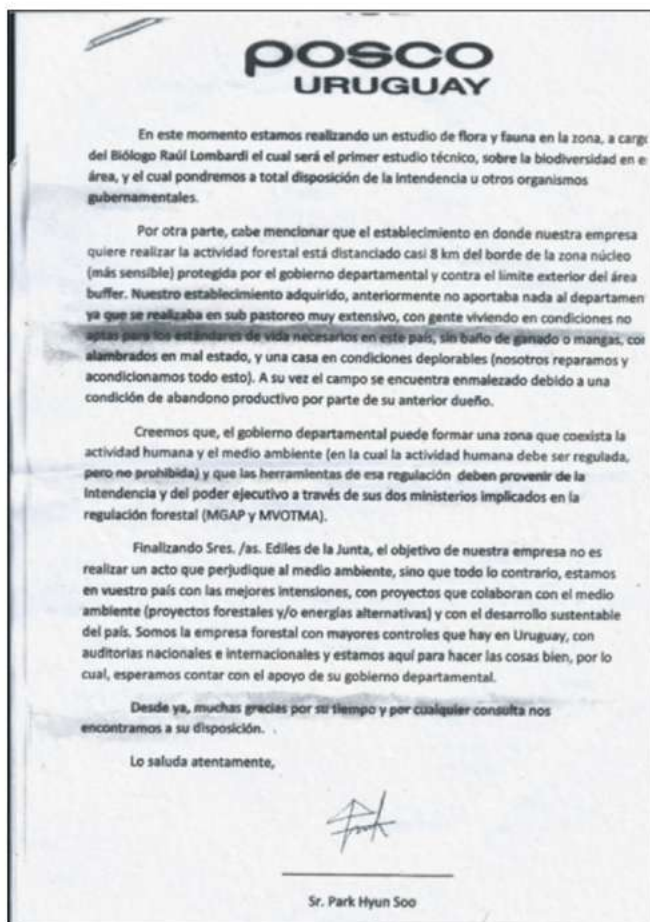 posco
URUGUAY
En este momento estamos realizando un estudio de flora y fauna en la zona, a cargo
del Biólogo Raúl Lombardi el cual será el primer estudio técnico, sobre la biodiversidad en e
área, y el cual pondremos a total disposición de la Intendencia u otros organismos
gubernamentales.
Por otra parte, cabe mencionar que el establecimiento en donde nuestra empresa
quiere realizar la actividad forestal está distanciado casi 8 km del borde de la zona núcleo
(más sensible) protegida por el gobierno departamental y contra el límite exterior del área
buffer. Nuestro establecimiento adquirido, anteriormente no aportaba nada al departamen
ya que se realizaba en sub pastoreo muy extensivo, con gente viviendo en condiciones no
aptas para los estándares de vida necesarios en este país, sin baño de ganado o mangas, con
alambrados en mal estado, y una casa en condiciones deplorables (nosotros reparamos y
acondicionamos todo esto). A su vez el campo se encuentra enmalezado debido a una
condición de abandono productivo por parte de su anterior dueño.
Creemos que, el gobierno departamental puede formar una zona que coexista la
actividad humana y el medio ambiente (en la cual la actividad humana debe ser regulada,
pero no prohibida) y que las herramientas de esa regulación deben provenir de la
Intendencia y del poder ejecutivo a través de sus dos ministerios implicados en la
regulación forestal (MGAP y MVOTMA).
Finalizando Sres. /as. Ediles de la Junta, el objetivo de nuestra empresa no es
realizar un acto que perjudique al medio ambiente, sino que todo lo contrario, estamos
en vuestro país con las mejores intensiones, con proyectos que colaboran con el medio
ambiente (proyectos forestales y/o energías alternativas) y con el desarrollo sustentable
del país. Somos la empresa forestal con mayores controles que hay en Uruguay, con
auditorias nacionales e internacionales y estamos aquí para hacer las cosas bien, por lo
cual, esperamos contar con el apoyo de su gobierno departamental.
Desde ya, muchas gracias por su tiempo y por cualquier consulta nos
encontramos a su disposición.
Lo saluda atentamente,
Sr. Park Hyun Soo